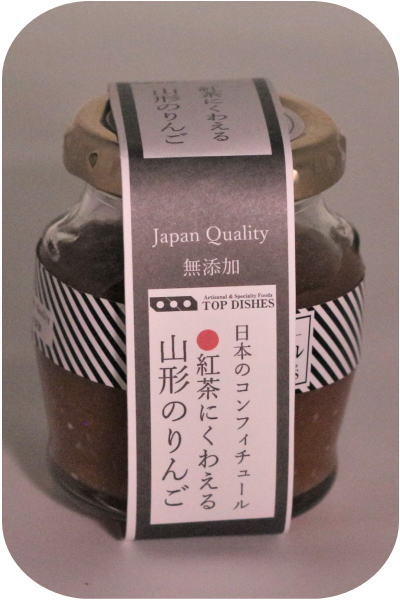 紅茶にくわえる
山形のりんご
Japan Quality
無添加
Artisanal & Specialty Foods
TOP DISHES
日本のコンフィチュール
紅茶にくわえる
山形のりんご
ル